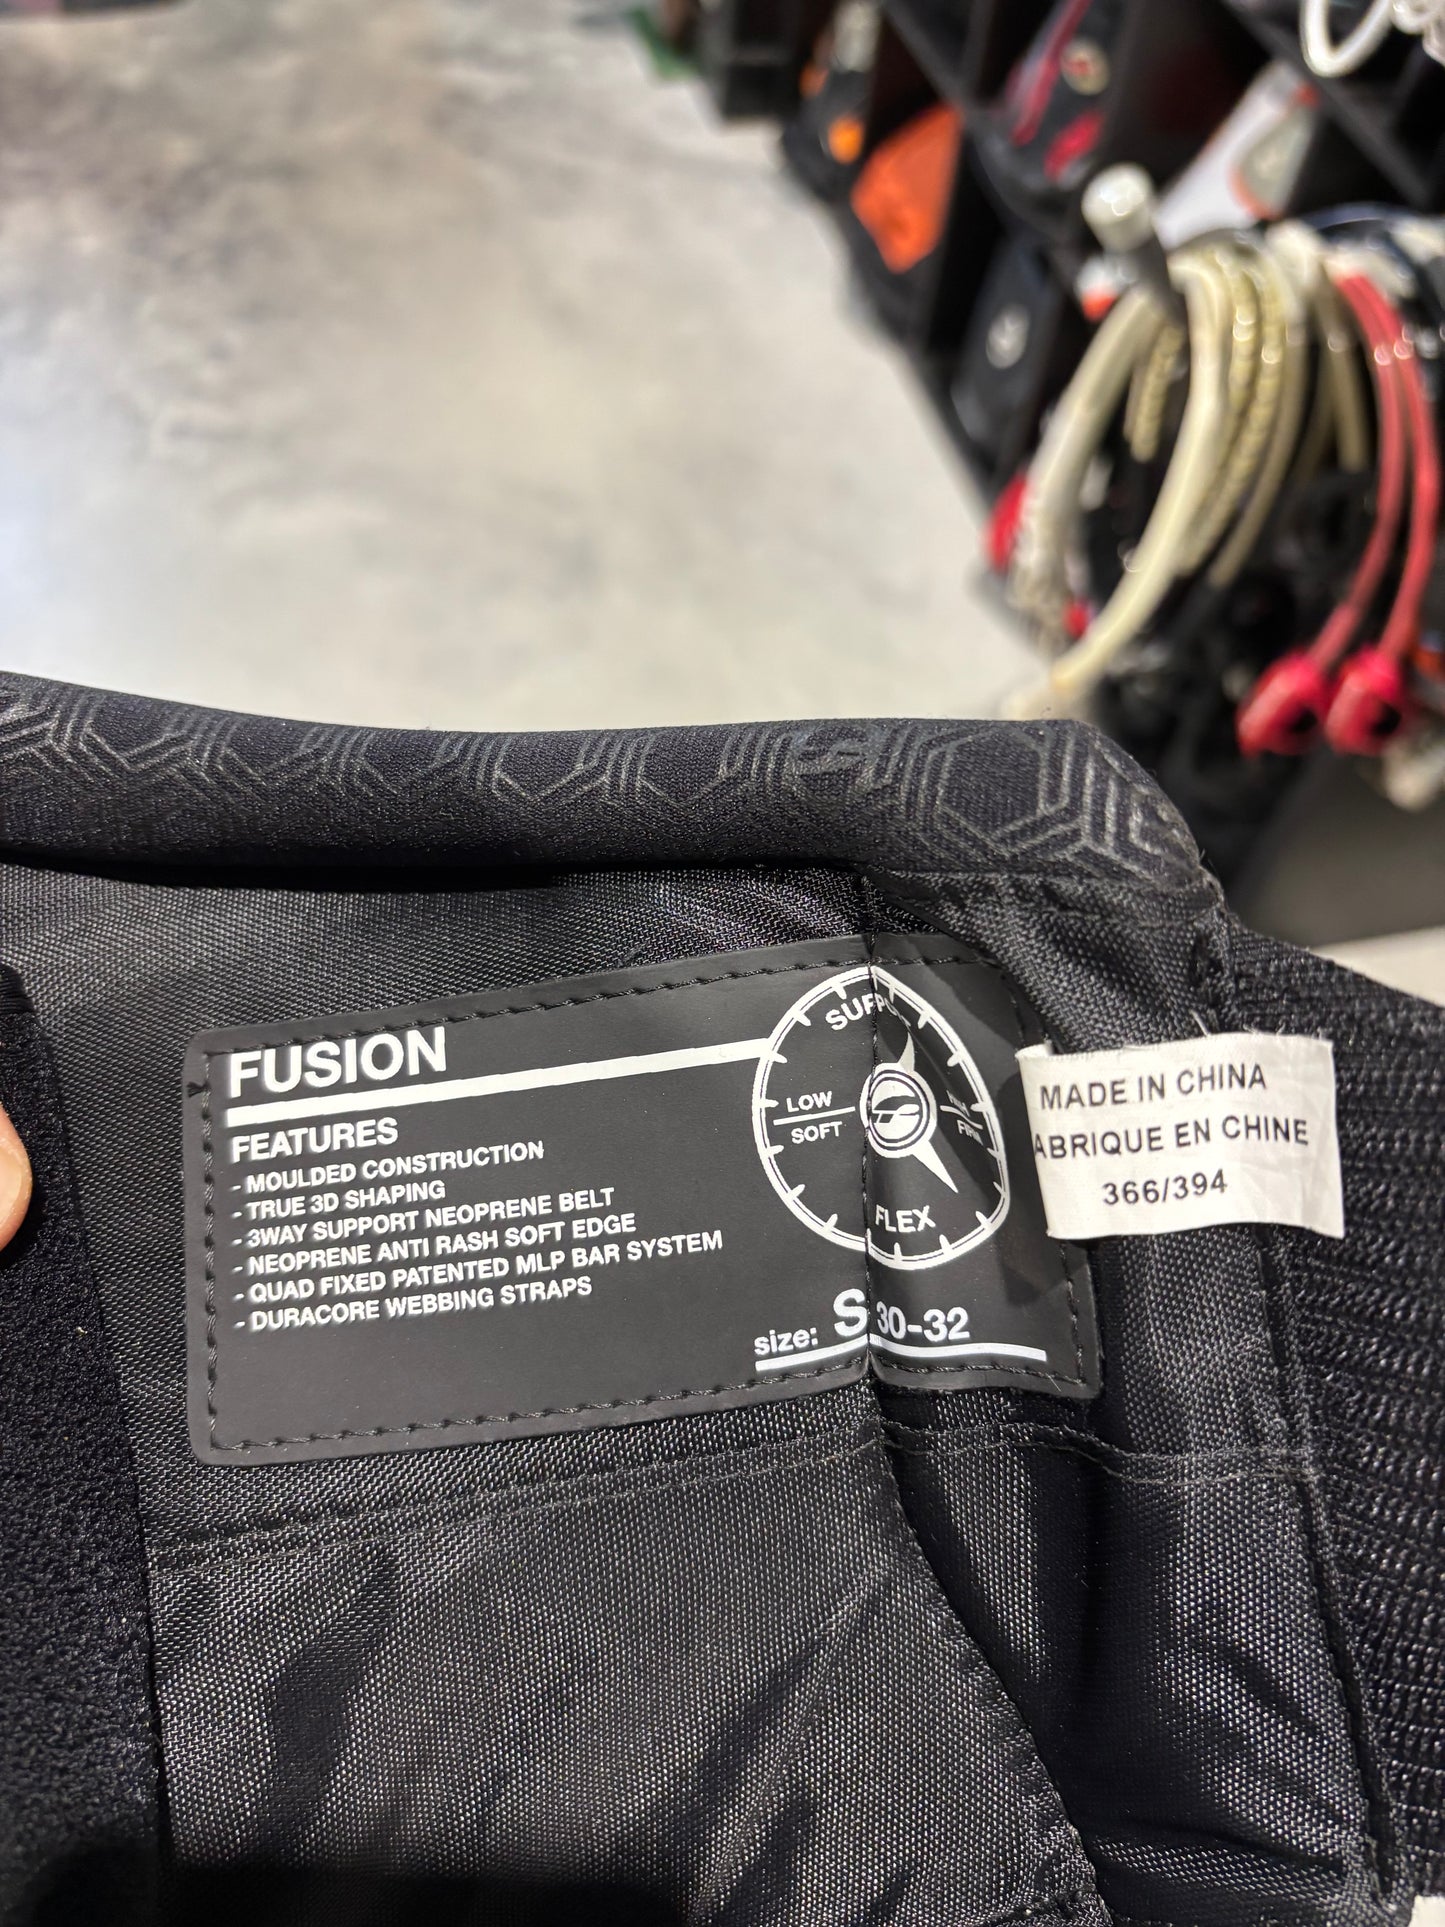 FUSION
FEATURES
- MOULDED CONSTRUCTION
- TRUE 3D SHAPING
- 3WAY SUPPORT NEOPRENE BELT
- NEOPRENE ANTI RASH SOFT EDGE
- QUAD FIXED PATENTED MLP BAR SYSTEM
- DURACORE WEBBING STRAPS
LOW
SOFT
FLEX
size: S 30-32
MADE IN CHINA
ABRIQUE EN CHINE
366/394